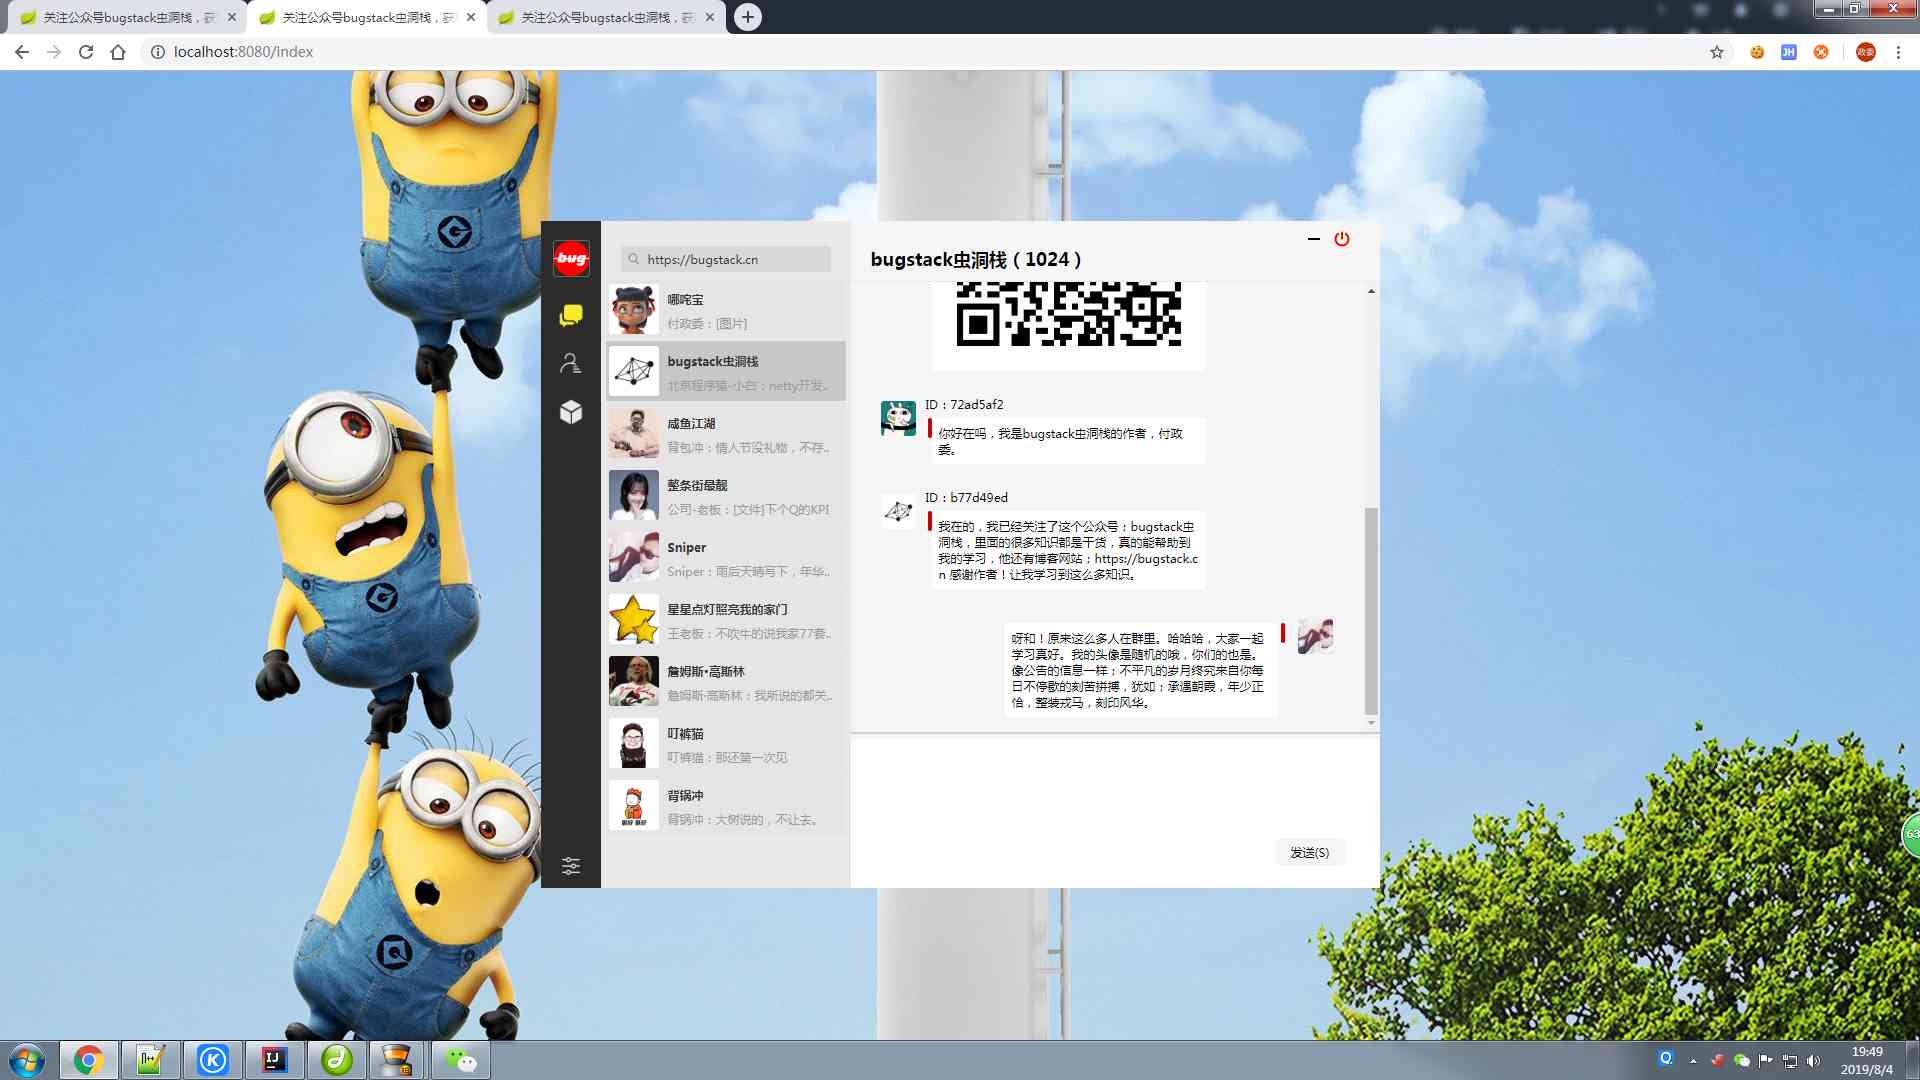 关注公众号bugstack虫洞栈，获
关注公众号bugstack虫洞栈，获
关注公众号bugstack虫洞栈，获
localhost:8080/index
JH
政委
bug
https://bugstack.cn
哪咤宝
付政委：[图片]
bugstack虫洞栈
北京程序猿-小白：netty开发..
咸鱼江湖
背包冲：情人节没礼物，不存..
整条街最靓
公司-老板：[文件]下个Q的KPI
Sniper
Sniper：雨后天晴写下，年华..
星星点灯照亮我的家门
王老板：不吹牛的说我家77套..
詹姆斯·高斯林
詹姆斯·高斯林：我所说的都关..
叮裤猫
叮裤猫：那还第一次见
背锅冲
背锅冲：大树说的，不让去。
bugstack虫洞栈（1024）
ID：72ad5af2
你好在吗，我是bugstack虫洞栈的作者，付政
委。
ID：b77d49ed
我在的，我已经关注了这个公众号；bugstack虫
洞栈，里面的很多知识都是干货，真的能帮助到
我的学习，他还有博客网站；https://bugstack.c
n 感谢作者！让我学习到这么多知识。
呀和！原来这么多人在群里。哈哈哈，大家一起
学习真好。我的头像是随机的哦，你们的也是。
像公告的信息一样；不平凡的岁月终究来自你每
日不停歇的刻苦拼搏，犹如；承遇朝霞，年少正
恰，整装戎马，刻印风华。
发送(S)
63
IJ
19:49
2019/8/4